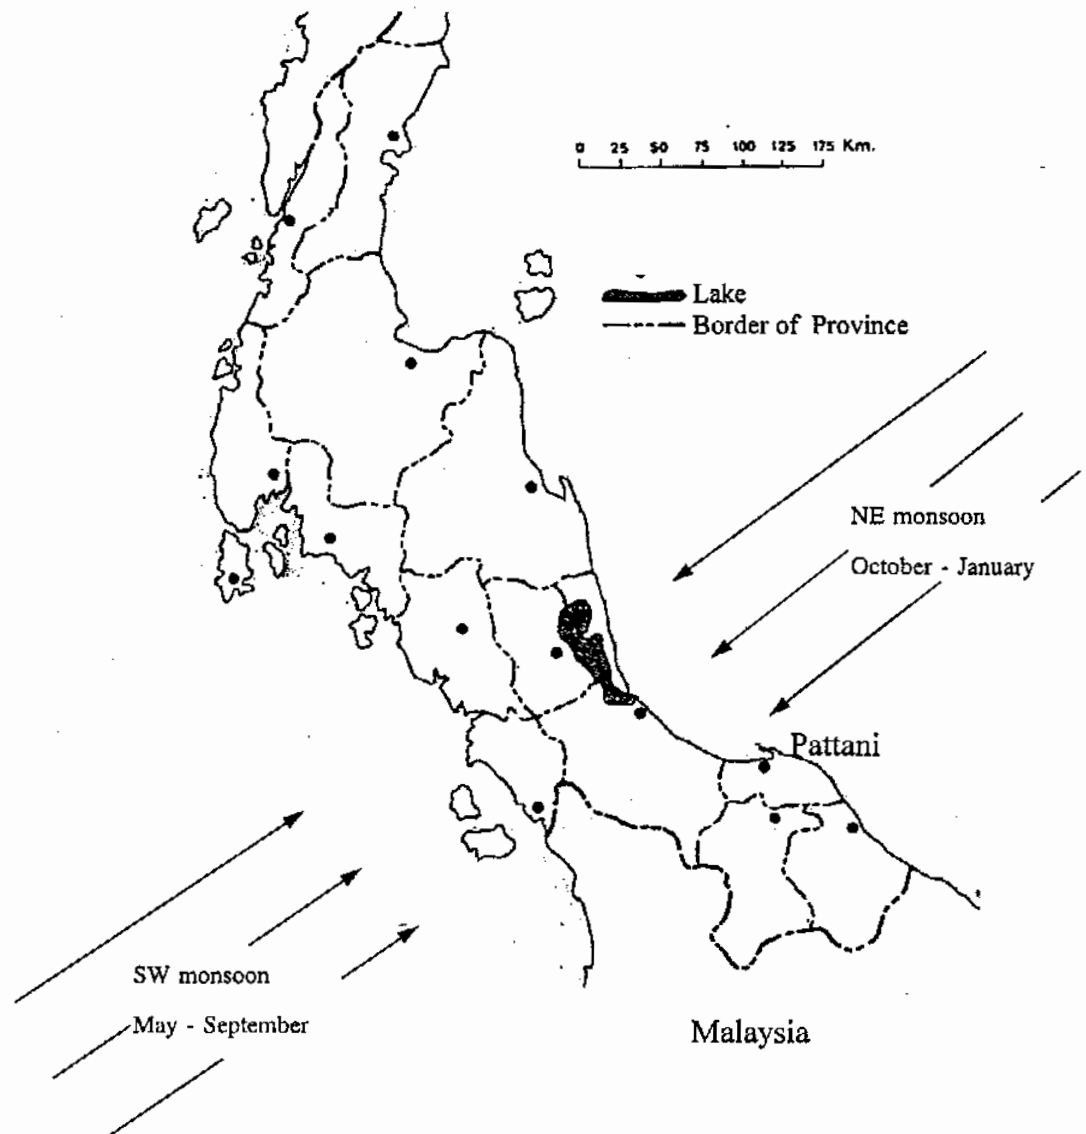 0 25 50 75 100 125 175 Km.
Lake
Border of Province
NE monsoon
October - January
Pattani
SW monsoon
May - September
Malaysia